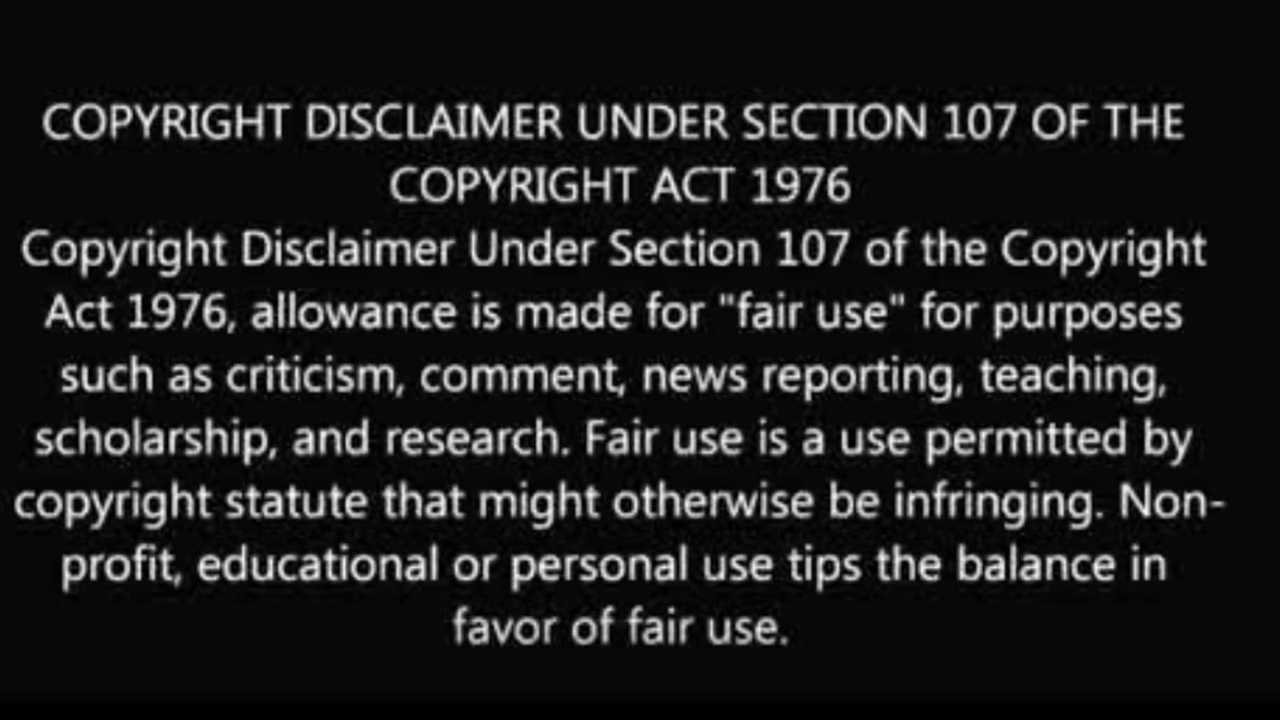 COPYRIGHT DISCLAIMER UNDER SECTION 107 OF THE
COPYRIGHT ACT 1976
Copyright Disclaimer Under Section 107 of the Copyright
Act 1976, allowance is made for "fair use" for purposes
such as criticism, comment, news reporting, teaching,
scholarship, and research. Fair use is a use permitted by
copyright statute that might otherwise be infringing. Non-
profit, educational or personal use tips the balance in
favor of fair use.